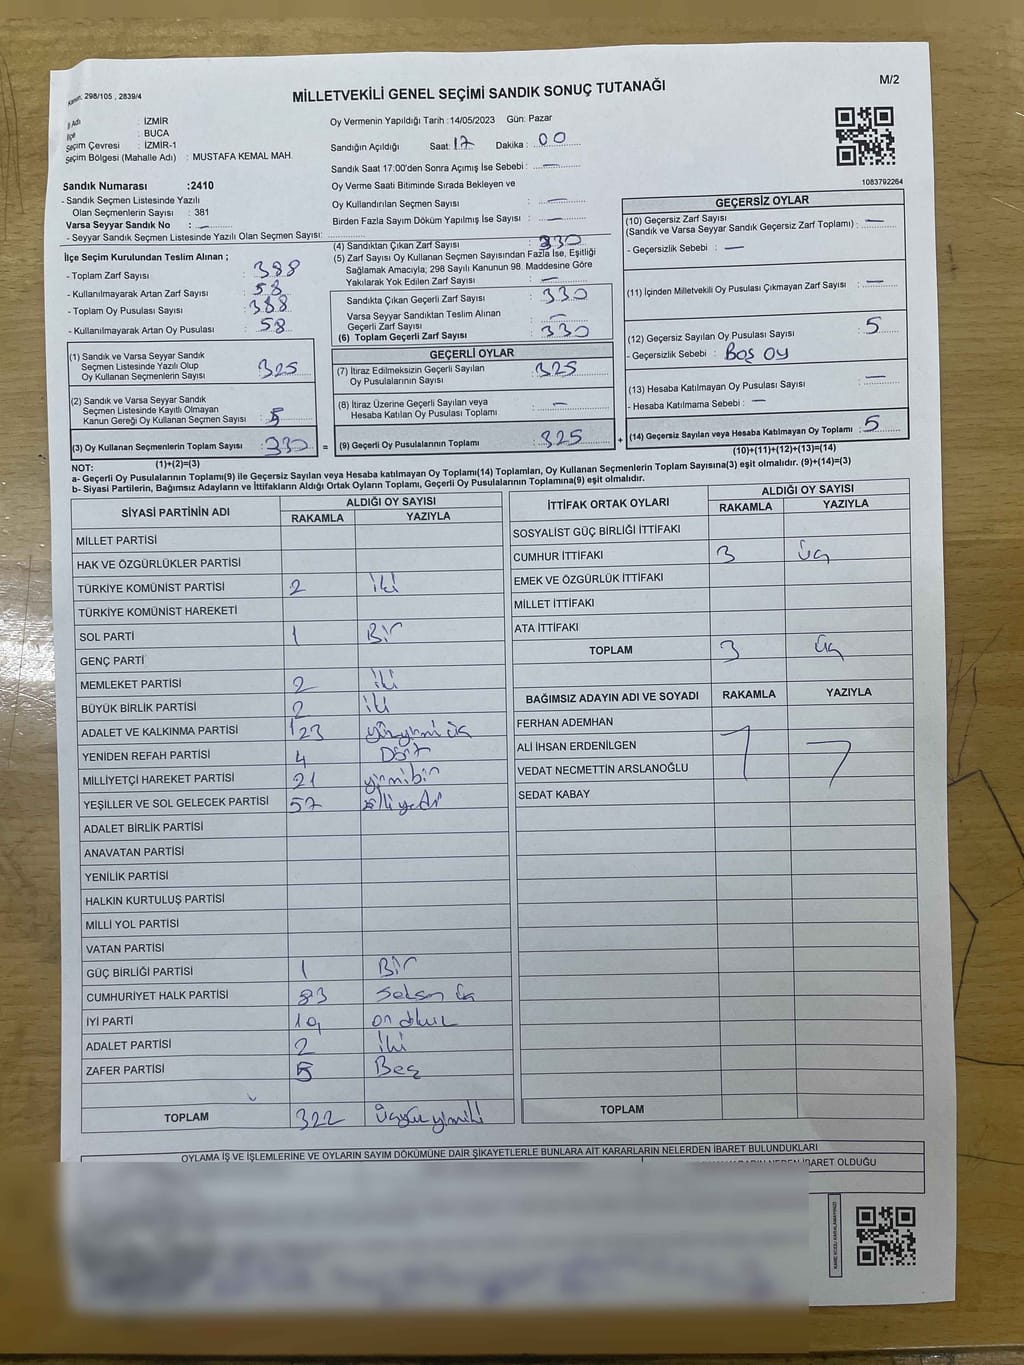 Kanun: 298/105 , 2839/4
MİLLETVEKİLİ GENEL SEÇİMİ SANDIK SONUÇ TUTANAĞI
M/2
İl Adı : İZMİR
İlçe : BUCA
Seçim Çevresi : İZMİR-1
Seçim Bölgesi (Mahalle Adı) : MUSTAFA KEMAL MAH.
Sandık Numarası :2410
- Sandık Seçmen Listesinde Yazılı
Olan Seçmenlerin Sayısı : 381
Varsa Seyyar Sandık No : —
- Seyyar Sandık Seçmen Listesinde Yazılı Olan Seçmen Sayısı:
Oy Vermenin Yapıldığı Tarih :14/05/2023 Gün: Pazar
Sandığın Açıldığı Saat: 17 Dakika : 00
Sandık Saat 17:00'den Sonra Açımış İse Sebebi : —
Oy Verme Saati Bitiminde Sırada Bekleyen ve
Oy Kullandırılan Seçmen Sayısı : —
Birden Fazla Sayım Döküm Yapılmış İse Sayısı : —
1083792264
İlçe Seçim Kurulundan Teslim Alınan ;
- Toplam Zarf Sayısı : 388
- Kullanılmayarak Artan Zarf Sayısı : 58
- Toplam Oy Pusulası Sayısı : 388
- Kullanılmayarak Artan Oy Pusulası : 58
(1) Sandık ve Varsa Seyyar Sandık
Seçmen Listesinde Yazılı Olup
Oy Kullanan Seçmenlerin Sayısı : 325
(2) Sandık ve Varsa Seyyar Sandık
Seçmen Listesinde Kayıtlı Olmayan
Kanun Gereği Oy Kullanan Seçmen Sayısı : 5
(3) Oy Kullanan Seçmenlerin Toplam Sayısı : 330
(1)+(2)=(3)
(4) Sandıktan Çıkan Zarf Sayısı : 330
(5) Zarf Sayısı Oy Kullanan Seçmen Sayısından Fazla İse, Eşitliği
Sağlamak Amacıyla; 298 Sayılı Kanunun 98. Maddesine Göre
Yakılarak Yok Edilen Zarf Sayısı : —
Sandıkta Çıkan Geçerli Zarf Sayısı : 330
Varsa Seyyar Sandıktan Teslim Alınan
Geçerli Zarf Sayısı : —
(6) Toplam Geçerli Zarf Sayısı : 330
GEÇERLİ OYLAR
(7) İtiraz Edilmeksizin Geçerli Sayılan
Oy Pusulalarının Sayısı : 325
(8) İtiraz Üzerine Geçerli Sayılan veya
Hesaba Katılan Oy Pusulası Toplamı : —
= (9) Geçerli Oy Pusulalarının Toplamı : 325
GEÇERSİZ OYLAR
(10) Geçersiz Zarf Sayısı
(Sandık ve Varsa Seyyar Sandık Geçersiz Zarf Toplamı) : —
- Geçersizlik Sebebi : —
(11) İçinden Milletvekili Oy Pusulası Çıkmayan Zarf Sayısı : —
(12) Geçersiz Sayılan Oy Pusulası Sayısı : 5
- Geçersizlik Sebebi : Boş oy
(13) Hesaba Katılmayan Oy Pusulası Sayısı : —
- Hesaba Katılmama Sebebi : —
+ (14) Geçersiz Sayılan veya Hesaba Katılmayan Oy Toplamı : 5
(10)+(11)+(12)+(13)=(14)
NOT:
a- Geçerli Oy Pusulalarının Toplamı(9) ile Geçersiz Sayılan veya Hesaba katılmayan Oy Toplamı(14) Toplamları, Oy Kullanan Seçmenlerin Toplam Sayısına(3) eşit olmalıdır. (9)+(14)=(3)
b- Siyasi Partilerin, Bağımsız Adayların ve İttifakların Aldığı Ortak Oyların Toplamı, Geçerli Oy Pusulalarının Toplamına(9) eşit olmalıdır.
SİYASİ PARTİNİN ADI ALDIĞI OY SAYISI
RAKAMLA YAZIYLA
MİLLET PARTİSİ
HAK VE ÖZGÜRLÜKLER PARTİSİ
TÜRKİYE KOMÜNİST PARTİSİ 2 iki
TÜRKİYE KOMÜNİST HAREKETİ
SOL PARTİ 1 Bir
GENÇ PARTİ
MEMLEKET PARTİSİ 2 iki
BÜYÜK BİRLİK PARTİSİ 2 iki
ADALET VE KALKINMA PARTİSİ 123 yüzyirmi üç
YENİDEN REFAH PARTİSİ 4 Dört
MİLLİYETÇİ HAREKET PARTİSİ 21 yirmibir
YEŞİLLER VE SOL GELECEK PARTİSİ 57 elliyedi
ADALET BİRLİK PARTİSİ
ANAVATAN PARTİSİ
YENİLİK PARTİSİ
HALKIN KURTULUŞ PARTİSİ
MİLLİ YOL PARTİSİ
VATAN PARTİSİ
GÜÇ BİRLİĞİ PARTİSİ 1 Bir
CUMHURİYET HALK PARTİSİ 83 seksen üç
İYİ PARTİ 19 on dokuz
ADALET PARTİSİ 2 iki
ZAFER PARTİSİ 5 Beş
TOPLAM 322 üçyüz yirmiiki
İTTİFAK ORTAK OYLARI ALDIĞI OY SAYISI
RAKAMLA YAZIYLA
SOSYALİST GÜÇ BİRLİĞİ İTTİFAKI
CUMHUR İTTİFAKI 3 üç
EMEK VE ÖZGÜRLÜK İTTİFAKI
MİLLET İTTİFAKI
ATA İTTİFAKI
TOPLAM 3 üç
BAĞIMSIZ ADAYIN ADI VE SOYADI RAKAMLA YAZIYLA
FERHAN ADEMHAN
ALİ İHSAN ERDENİLGEN
VEDAT NECMETTİN ARSLANOĞLU
SEDAT KABAY
TOPLAM
OYLAMA İŞ VE İŞLEMLERİNE VE OYLARIN SAYIM DÖKÜMÜNE DAİR ŞİKAYETLERLE BUNLARA AİT KARARLARIN NELERDEN İBARET BULUNDUKLARI
İBARET OLDUĞU
KARE KODU KARALAMAYINIZ!